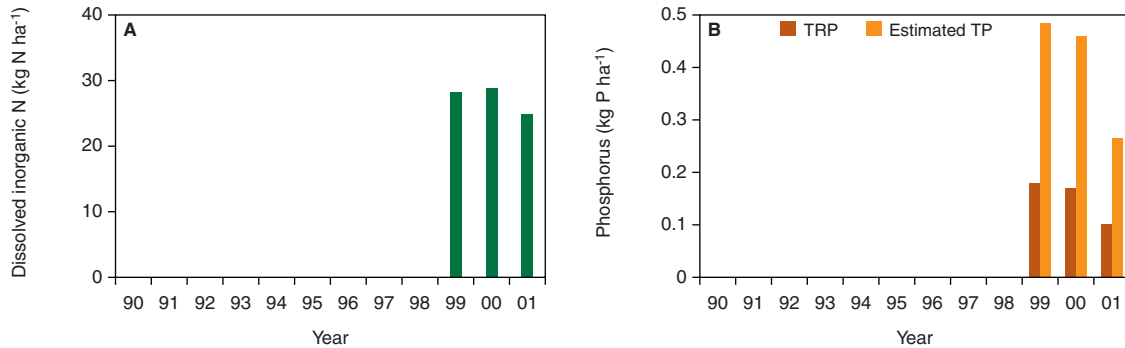 A
Dissolved inorganic N (kg N ha-1)
40
30
20
10
0
90 91 92 93 94 95 96 97 98 99 00 01
Year
B
TRP Estimated TP
Phosphorus (kg P ha-1)
0.5
0.4
0.3
0.2
0.1
0
90 91 92 93 94 95 96 97 98 99 00 01
Year